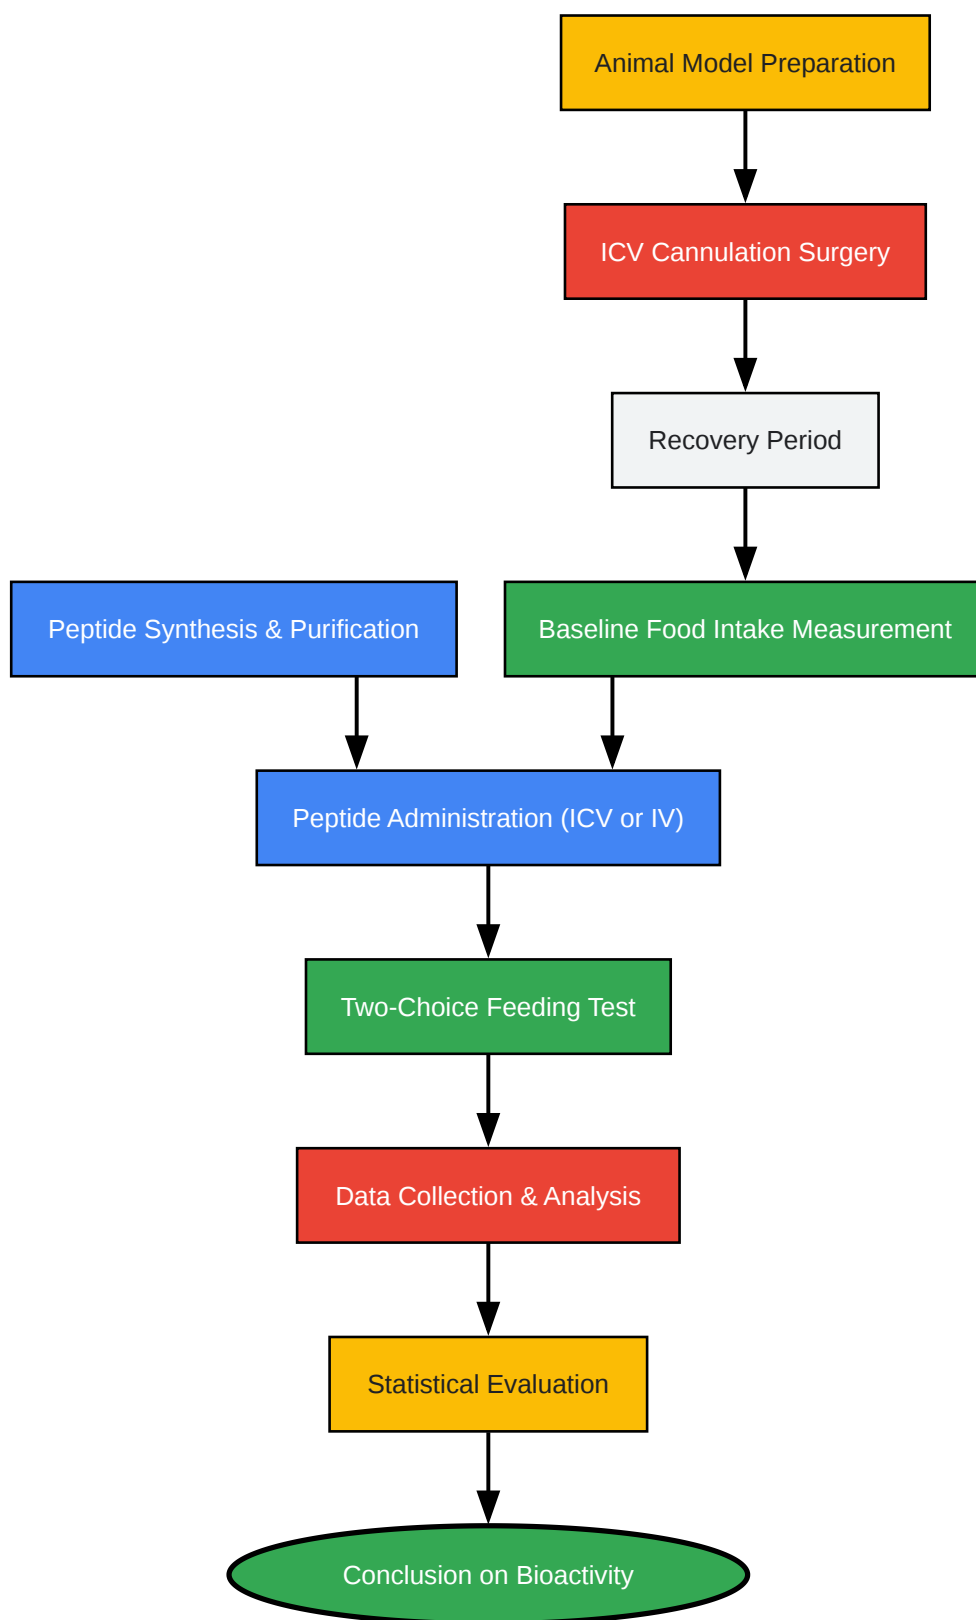 Animal Model Preparation
ICV Cannulation Surgery
Recovery Period
Peptide Synthesis & Purification
Baseline Food Intake Measurement
Peptide Administration (ICV or IV)
Two-Choice Feeding Test
Data Collection & Analysis
Statistical Evaluation
Conclusion on Bioactivity